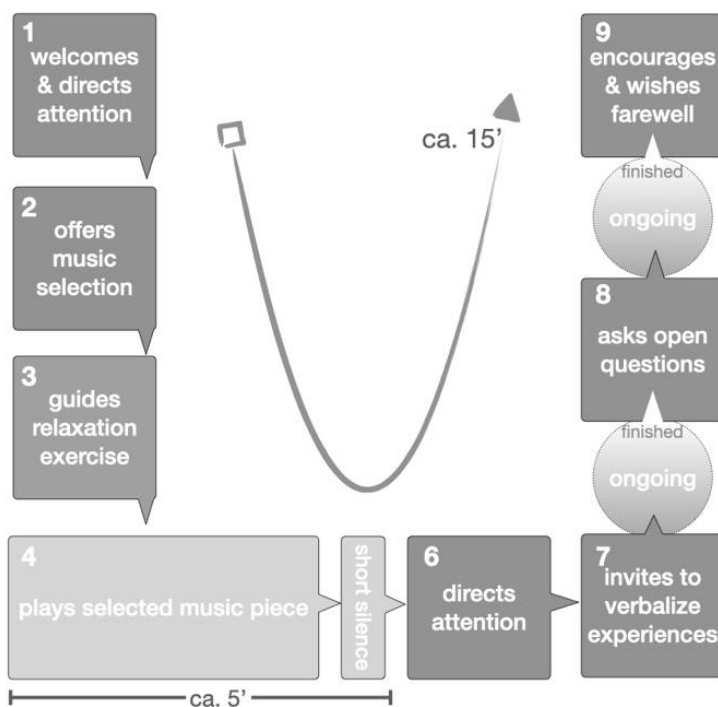 1
welcomes
& directs
attention
2
offers
music
selection
3
guides
relaxation
exercise
4
plays selected music piece
short silence
ca. 5’
6
directs
attention
7
invites to
verbalize
experiences
ongoing
finished
8
asks open
questions
ongoing
finished
9
encourages
& wishes
farewell
ca. 15’